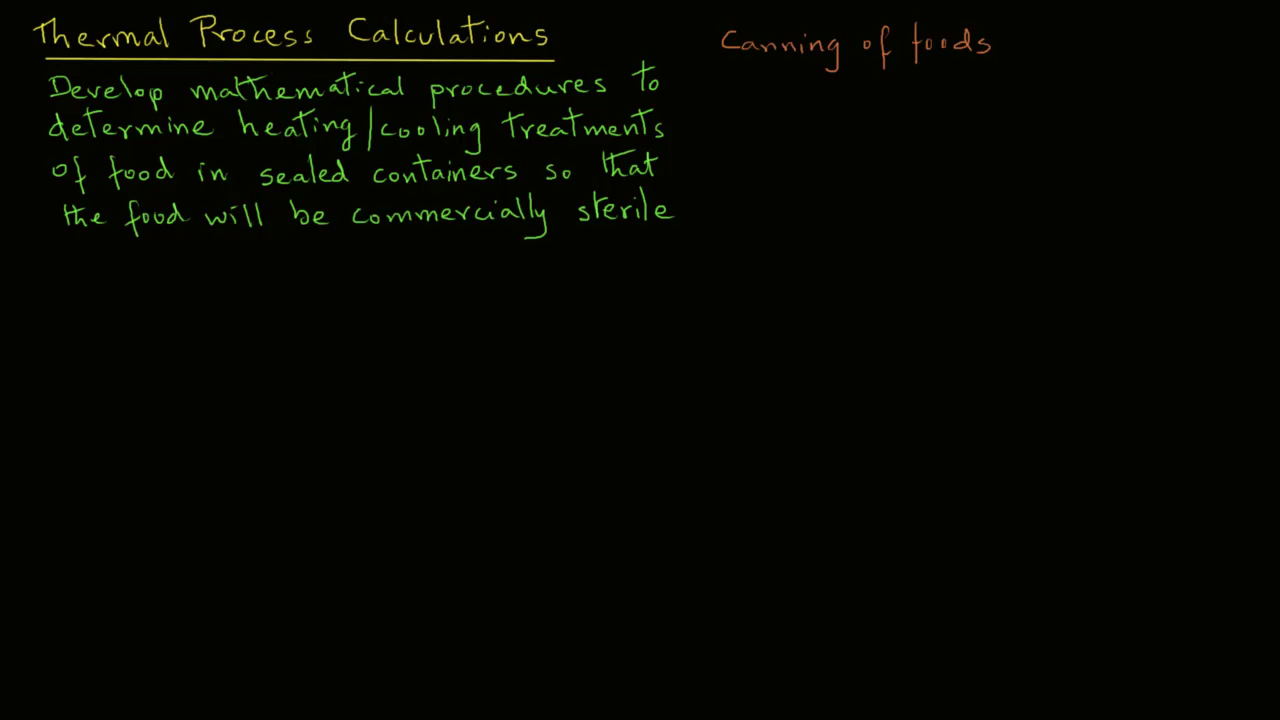 Thermal Process Calculations
Canning of foods
Develop mathematical procedures to
determine heating/cooling treatments
of food in sealed containers so that
the food will be commercially sterile